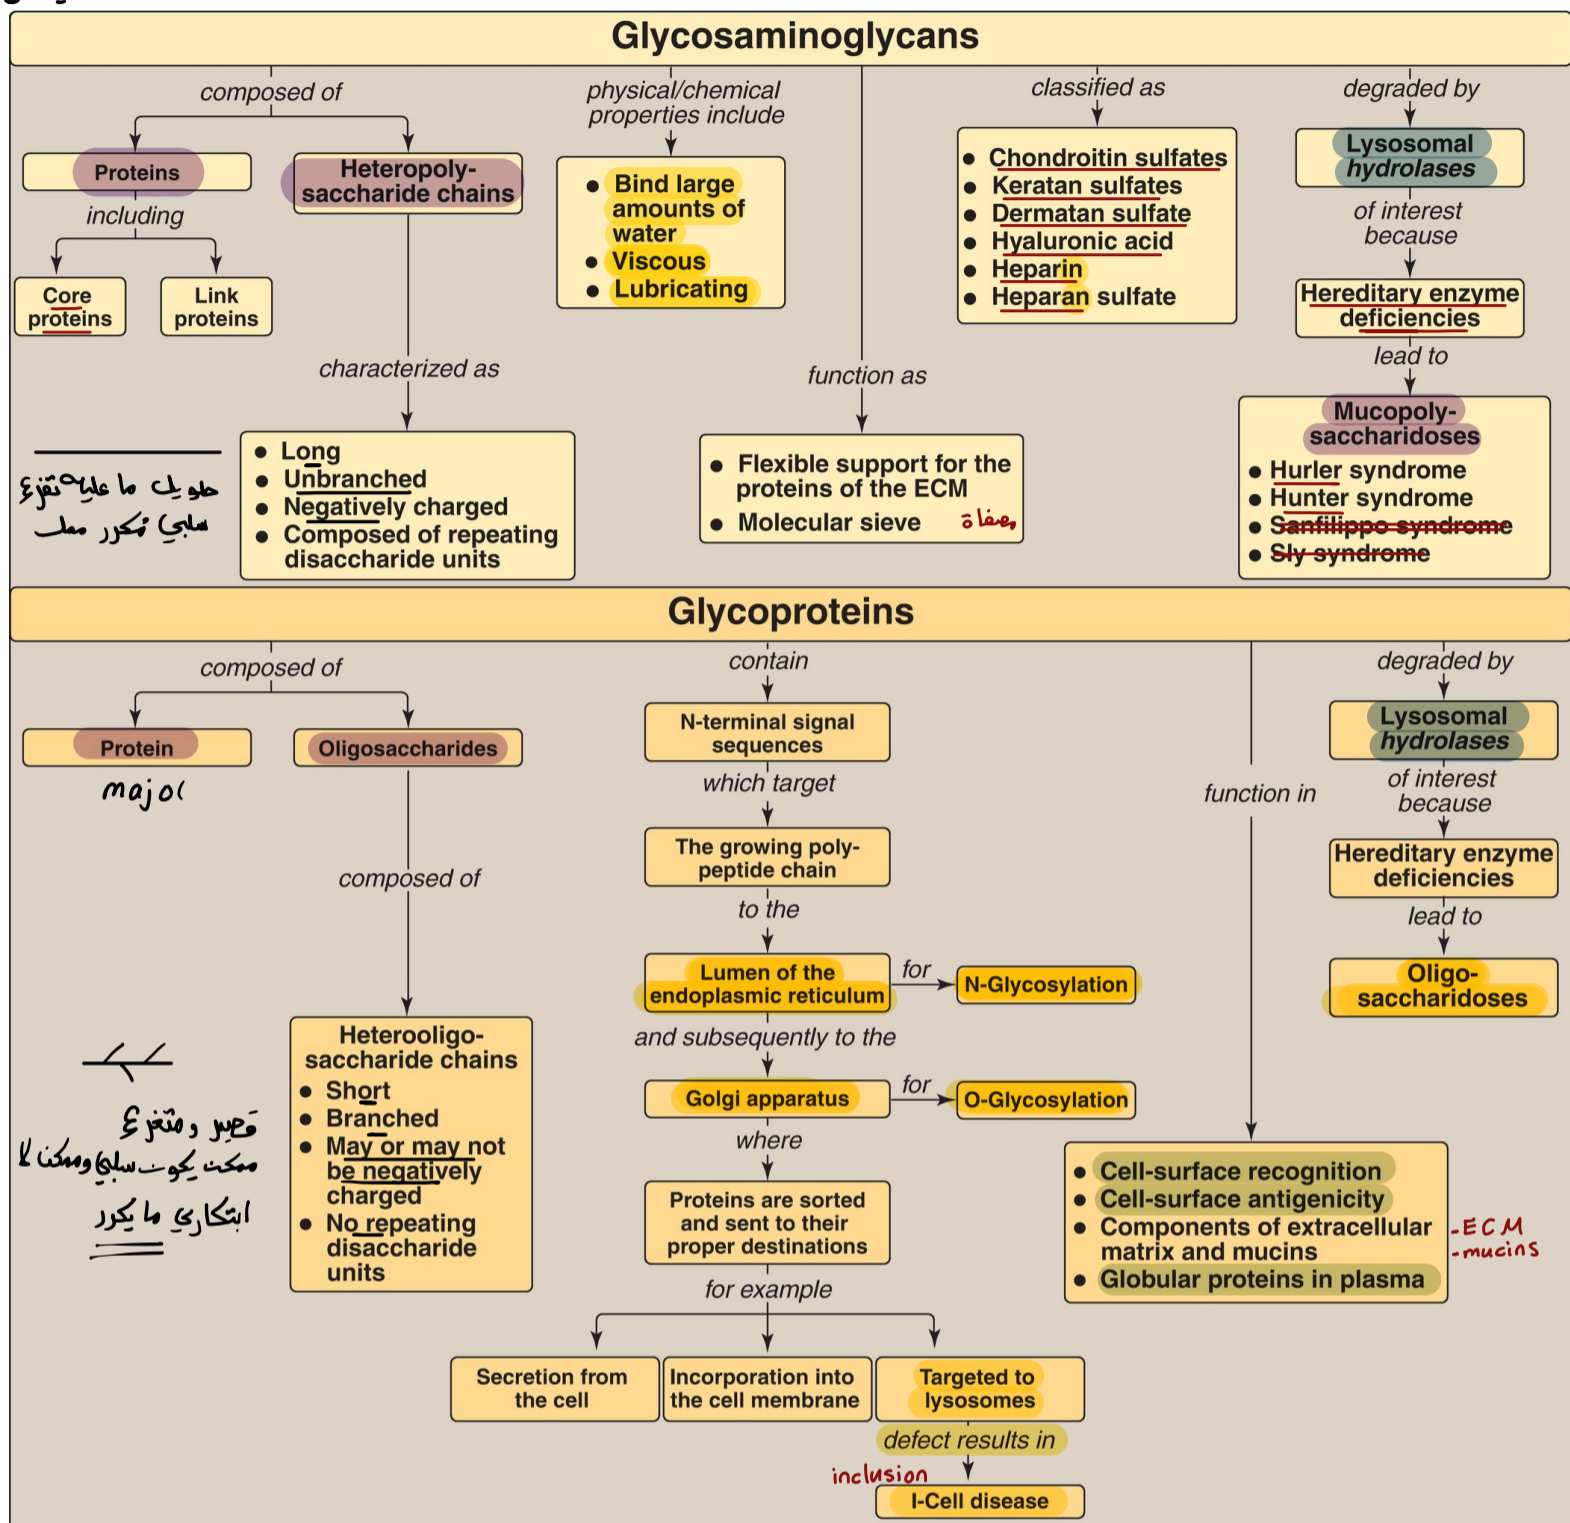 Glycosaminoglycans
composed of
Proteins
including
Core
proteins
Link
proteins
Heteropoly-
saccharide chains
characterized as
● Long
● Unbranched
● Negatively charged
● Composed of repeating
disaccharide units
طويل ما عليه تفرع
سلبي تكرر
physical/chemical
properties include
● Bind large
amounts of
water
● Viscous
● Lubricating
function as
● Flexible support for the
proteins of the ECM
● Molecular sieve مصفاة
classified as
● Chondroitin sulfates
● Keratan sulfates
● Dermatan sulfate
● Hyaluronic acid
● Heparin
● Heparan sulfate
degraded by
Lysosomal
hydrolases
of interest
because
Hereditary enzyme
deficiencies
lead to
Mucopoly-
saccharidoses
● Hurler syndrome
● Hunter syndrome
● Sanfilippo syndrome
● Sly syndrome
Glycoproteins
composed of
Protein
major
Oligosaccharides
composed of
Heterooligo-
saccharide chains
● Short
● Branched
● May or may not
be negatively
charged
● No repeating
disaccharide
units
قصير ومتفرع
ممكن يكون سلبي وممكن لا
ابتكاري ما يكرر
contain
N-terminal signal
sequences
which target
The growing poly-
peptide chain
to the
Lumen of the
endoplasmic reticulum
for
N-Glycosylation
and subsequently to the
Golgi apparatus
for
O-Glycosylation
where
Proteins are sorted
and sent to their
proper destinations
for example
Secretion from
the cell
Incorporation into
the cell membrane
Targeted to
lysosomes
defect results in
inclusion
I-Cell disease
function in
● Cell-surface recognition
● Cell-surface antigenicity
● Components of extracellular
matrix and mucins
● Globular proteins in plasma
-ECM
-mucins
degraded by
Lysosomal
hydrolases
of interest
because
Hereditary enzyme
deficiencies
lead to
Oligo-
saccharidoses